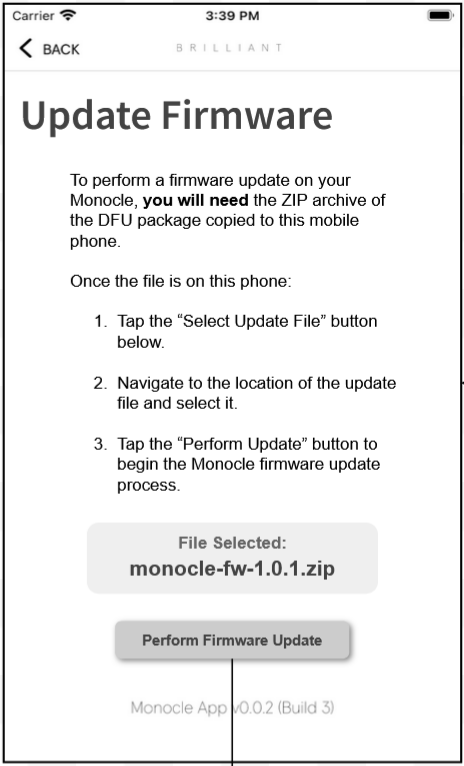 Carrier 3:39 PM
BACK BRILLIANT
Update Firmware
To perform a firmware update on your
Monocle, you will need the ZIP archive of
the DFU package copied to this mobile
phone.
Once the file is on this phone:
1. Tap the “Select Update File” button
below.
2. Navigate to the location of the update
file and select it.
3. Tap the “Perform Update” button to
begin the Monocle firmware update
process.
File Selected:
monocle-fw-1.0.1.zip
Perform Firmware Update
Monocle App v0.0.2 (Build 3)